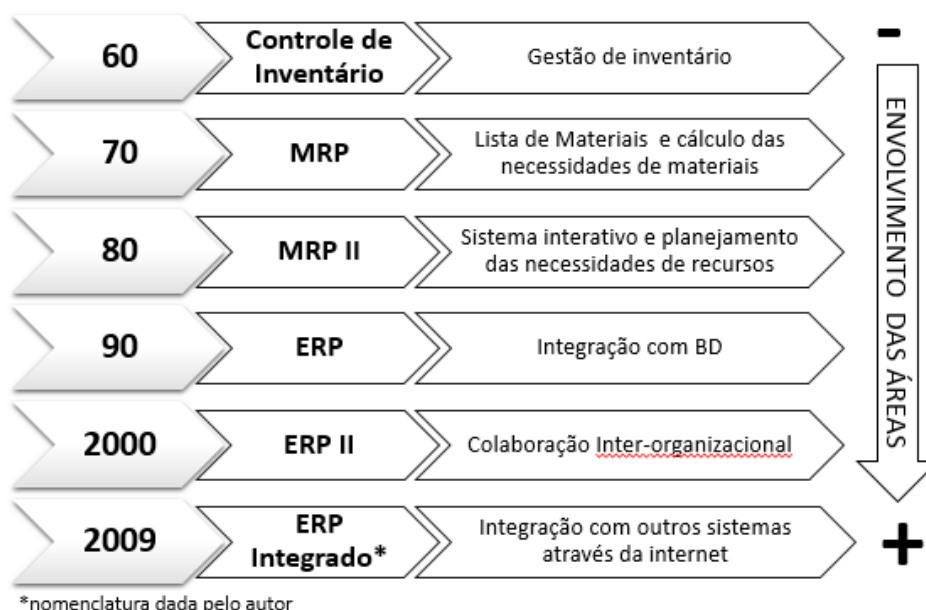 60
Controle de
Inventário
Gestão de inventário
-
70
MRP
Lista de Materiais e cálculo das
necessidades de materiais
80
MRP II
Sistema interativo e planejamento
das necessidades de recursos
90
ERP
Integração com BD
2000
ERP II
Colaboração Inter-organizacional
2009
ERP
Integrado*
Integração com outros sistemas
através da internet
+
ENVOLVIMENTO DAS ÁREAS
*nomenclatura dada pelo autor